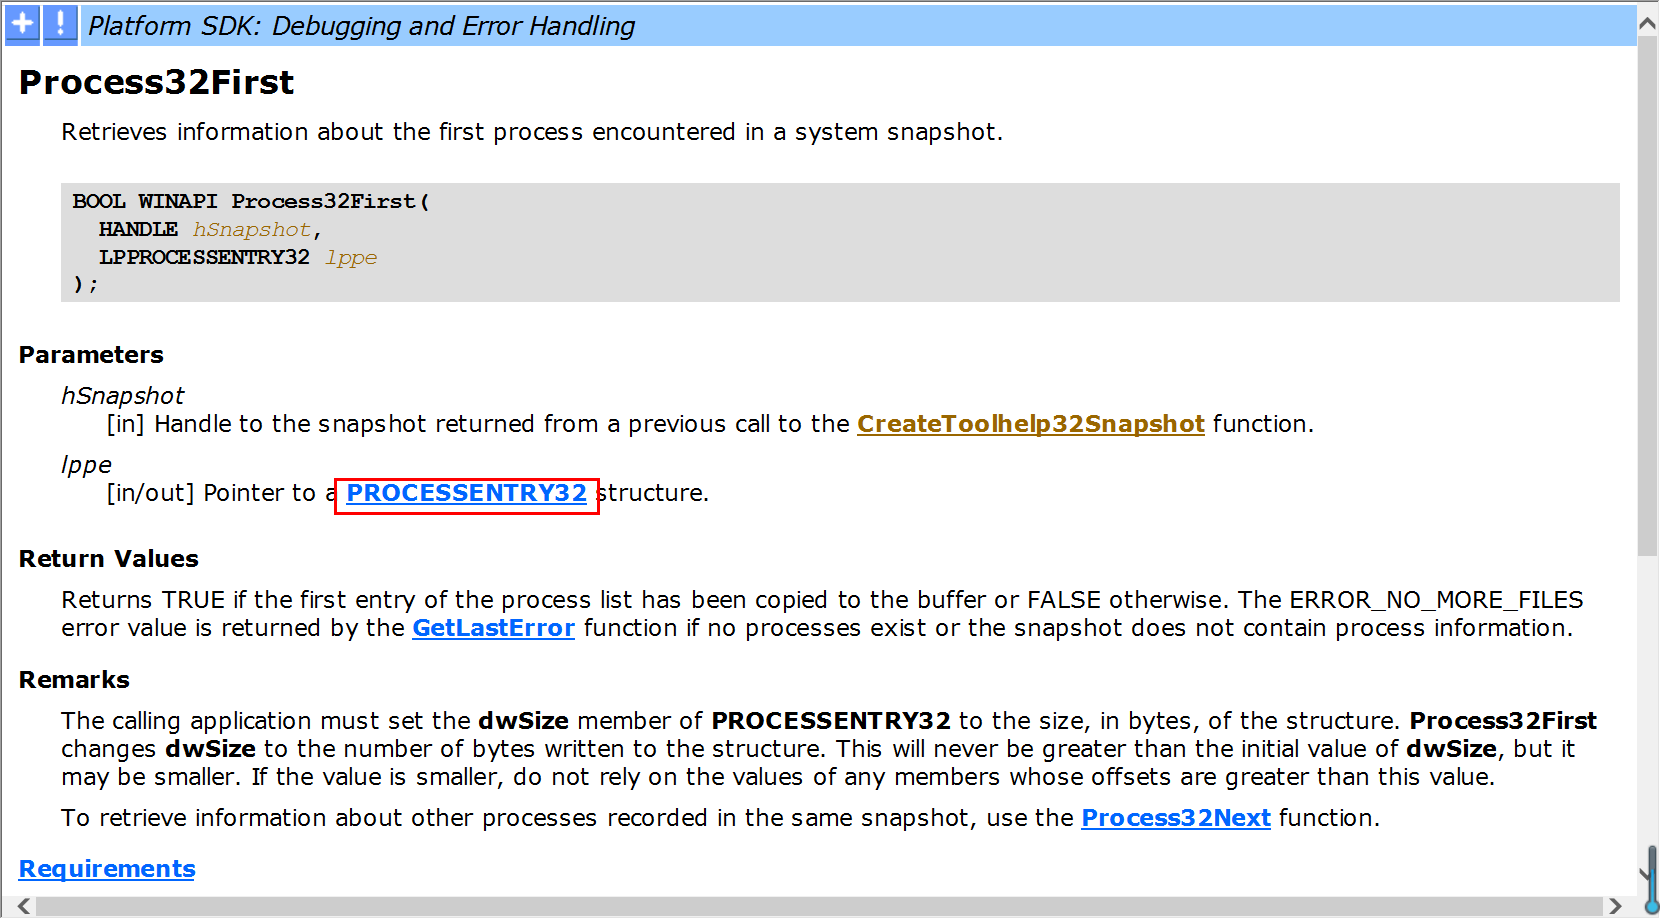 Platform SDK: Debugging and Error Handling
Process32First
Retrieves information about the first process encountered in a system snapshot.
BOOL WINAPI Process32First(
  HANDLE hSnapshot,
  LPPROCESSENTRY32 lppe
);
Parameters
hSnapshot
[in] Handle to the snapshot returned from a previous call to the CreateToolhelp32Snapshot function.
lppe
[in/out] Pointer to a PROCESSENTRY32 structure.
Return Values
Returns TRUE if the first entry of the process list has been copied to the buffer or FALSE otherwise. The ERROR_NO_MORE_FILES
error value is returned by the GetLastError function if no processes exist or the snapshot does not contain process information.
Remarks
The calling application must set the dwSize member of PROCESSENTRY32 to the size, in bytes, of the structure. Process32First
changes dwSize to the number of bytes written to the structure. This will never be greater than the initial value of dwSize, but it
may be smaller. If the value is smaller, do not rely on the values of any members whose offsets are greater than this value.
To retrieve information about other processes recorded in the same snapshot, use the Process32Next function.
Requirements